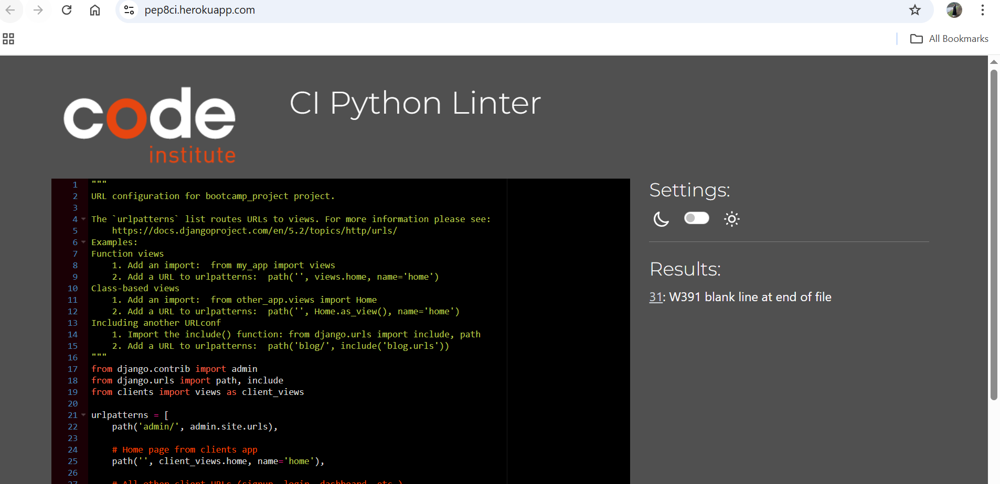 pep8ci.herokuapp.com
All Bookmarks
code
institute
CI Python Linter
1 """
2 URL configuration for bootcamp_project project.
3
4 The `urlpatterns` list routes URLs to views. For more information please see:
5     https://docs.djangoproject.com/en/5.2/topics/http/urls/
6 Examples:
7 Function views
8     1. Add an import:  from my_app import views
9     2. Add a URL to urlpatterns:  path('', views.home, name='home')
10 Class-based views
11     1. Add an import:  from other_app.views import Home
12     2. Add a URL to urlpatterns:  path('', Home.as_view(), name='home')
13 Including another URLconf
14     1. Import the include() function: from django.urls import include, path
15     2. Add a URL to urlpatterns:  path('blog/', include('blog.urls'))
16 """
17 from django.contrib import admin
18 from django.urls import path, include
19 from clients import views as client_views
20
21 urlpatterns = [
22     path('admin/', admin.site.urls),
23
24     # Home page from clients app
25     path('', client_views.home, name='home'),
26
27     # All other client URLs (signup, login, dashboard, etc.)
Settings:
Results:
31: W391 blank line at end of file